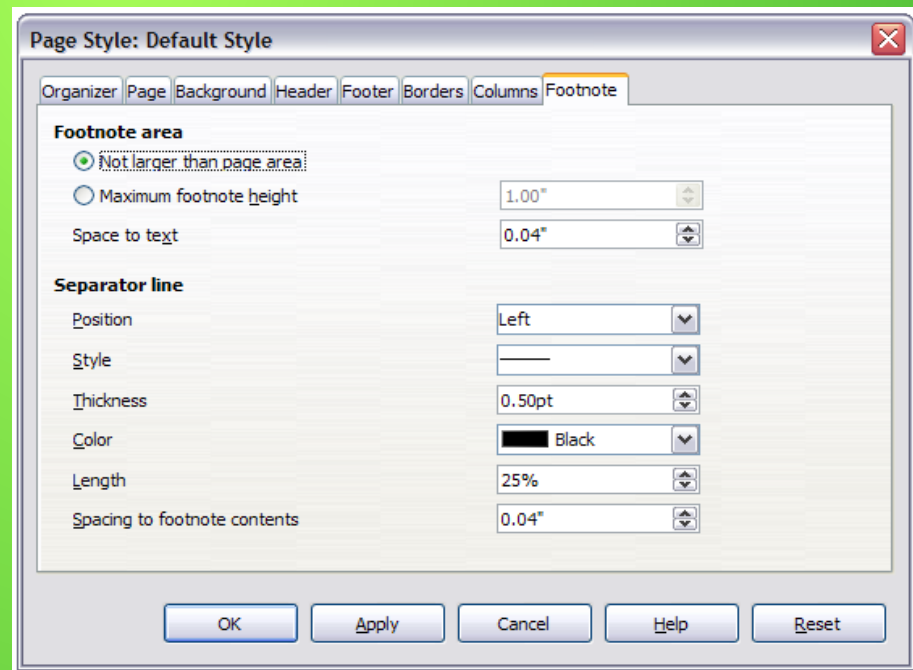 Page Style: Default Style
Organizer Page Background Header Footer Borders Columns Footnote
Footnote area
Not larger than page area
Maximum footnote height 1.00"
Space to text 0.04"
Separator line
Position Left
Style
Thickness 0.50pt
Color Black
Length 25%
Spacing to footnote contents 0.04"
OK Apply Cancel Help Reset